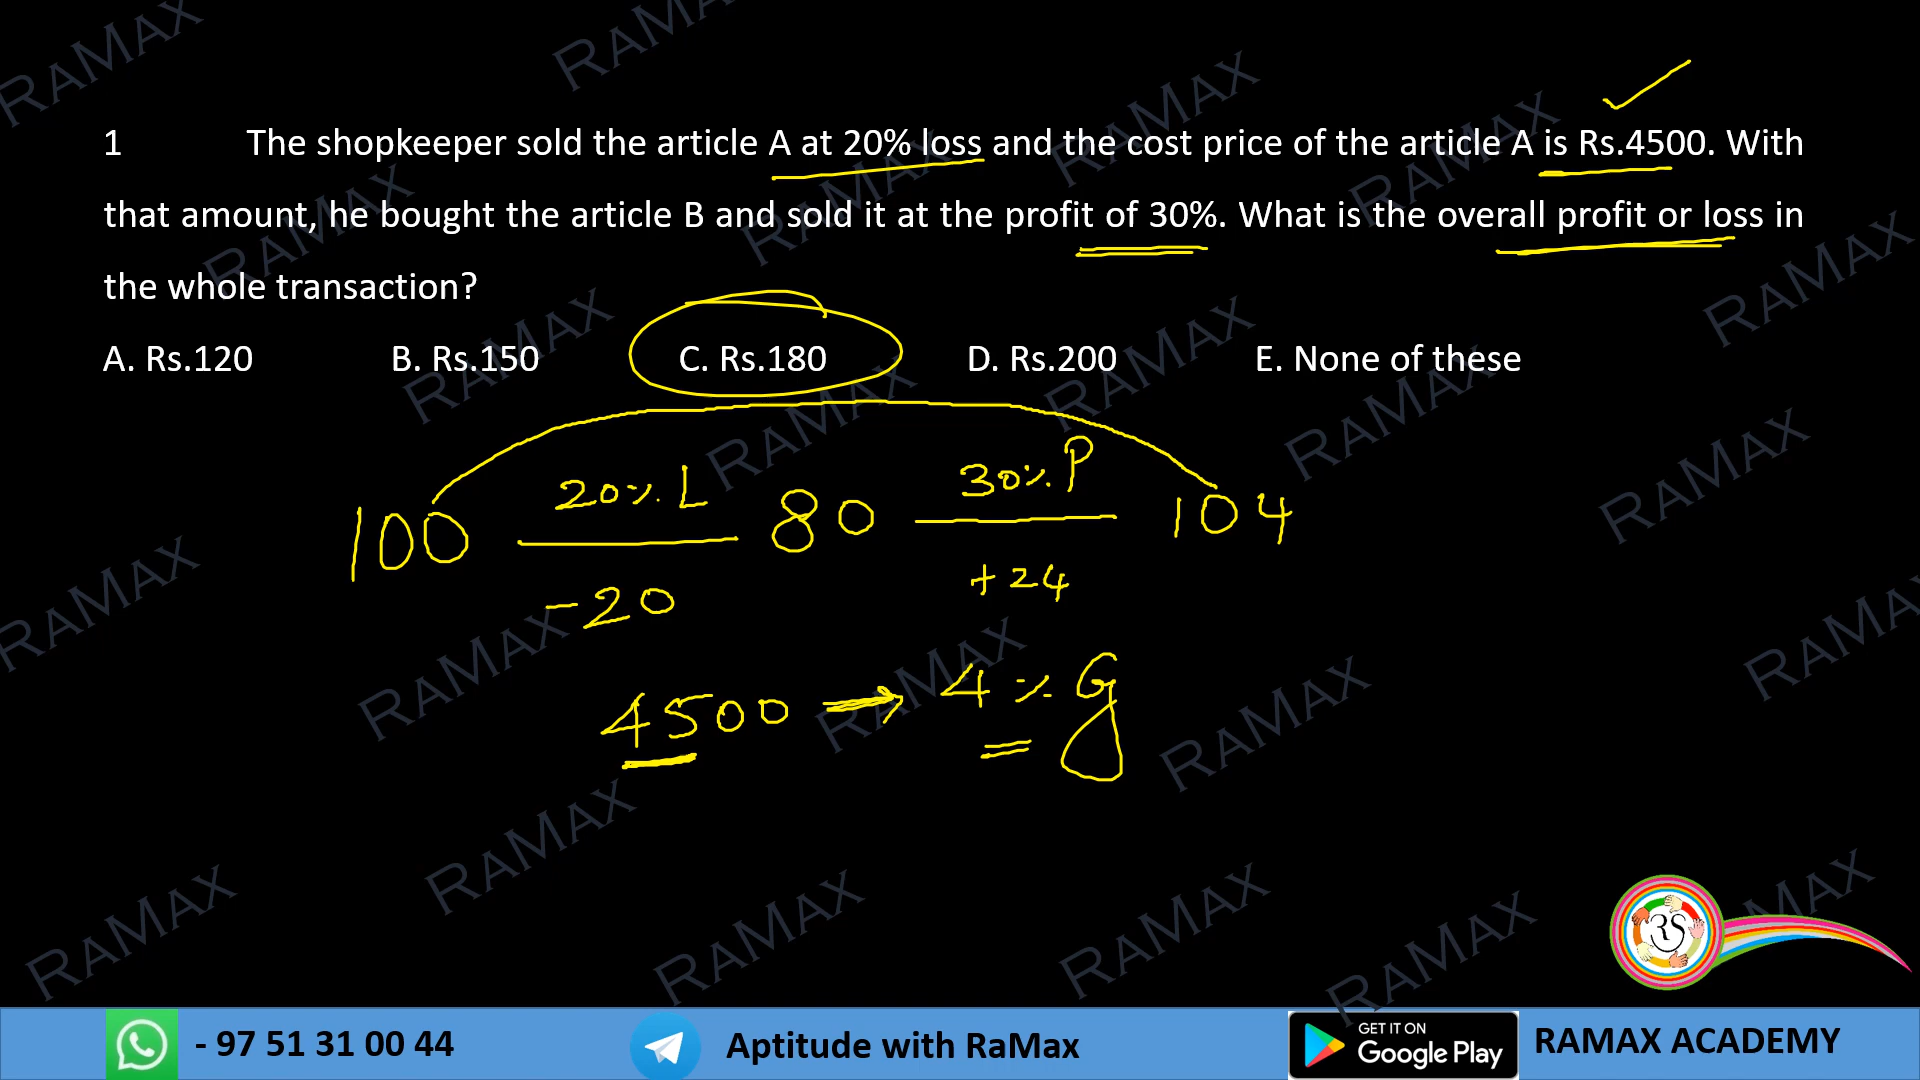 1 The shopkeeper sold the article A at 20% loss and the cost price of the article A is Rs.4500. With
that amount, he bought the article B and sold it at the profit of 30%. What is the overall profit or loss in
the whole transaction?
A. Rs.120 B. Rs.150 C. Rs.180 D. Rs.200 E. None of these
20% L 30% P
100 80 104
-20 +24
4500 → 4% G
RAMAX
- 97 51 31 00 44 Aptitude with RaMax GET IT ON Google Play RAMAX ACADEMY